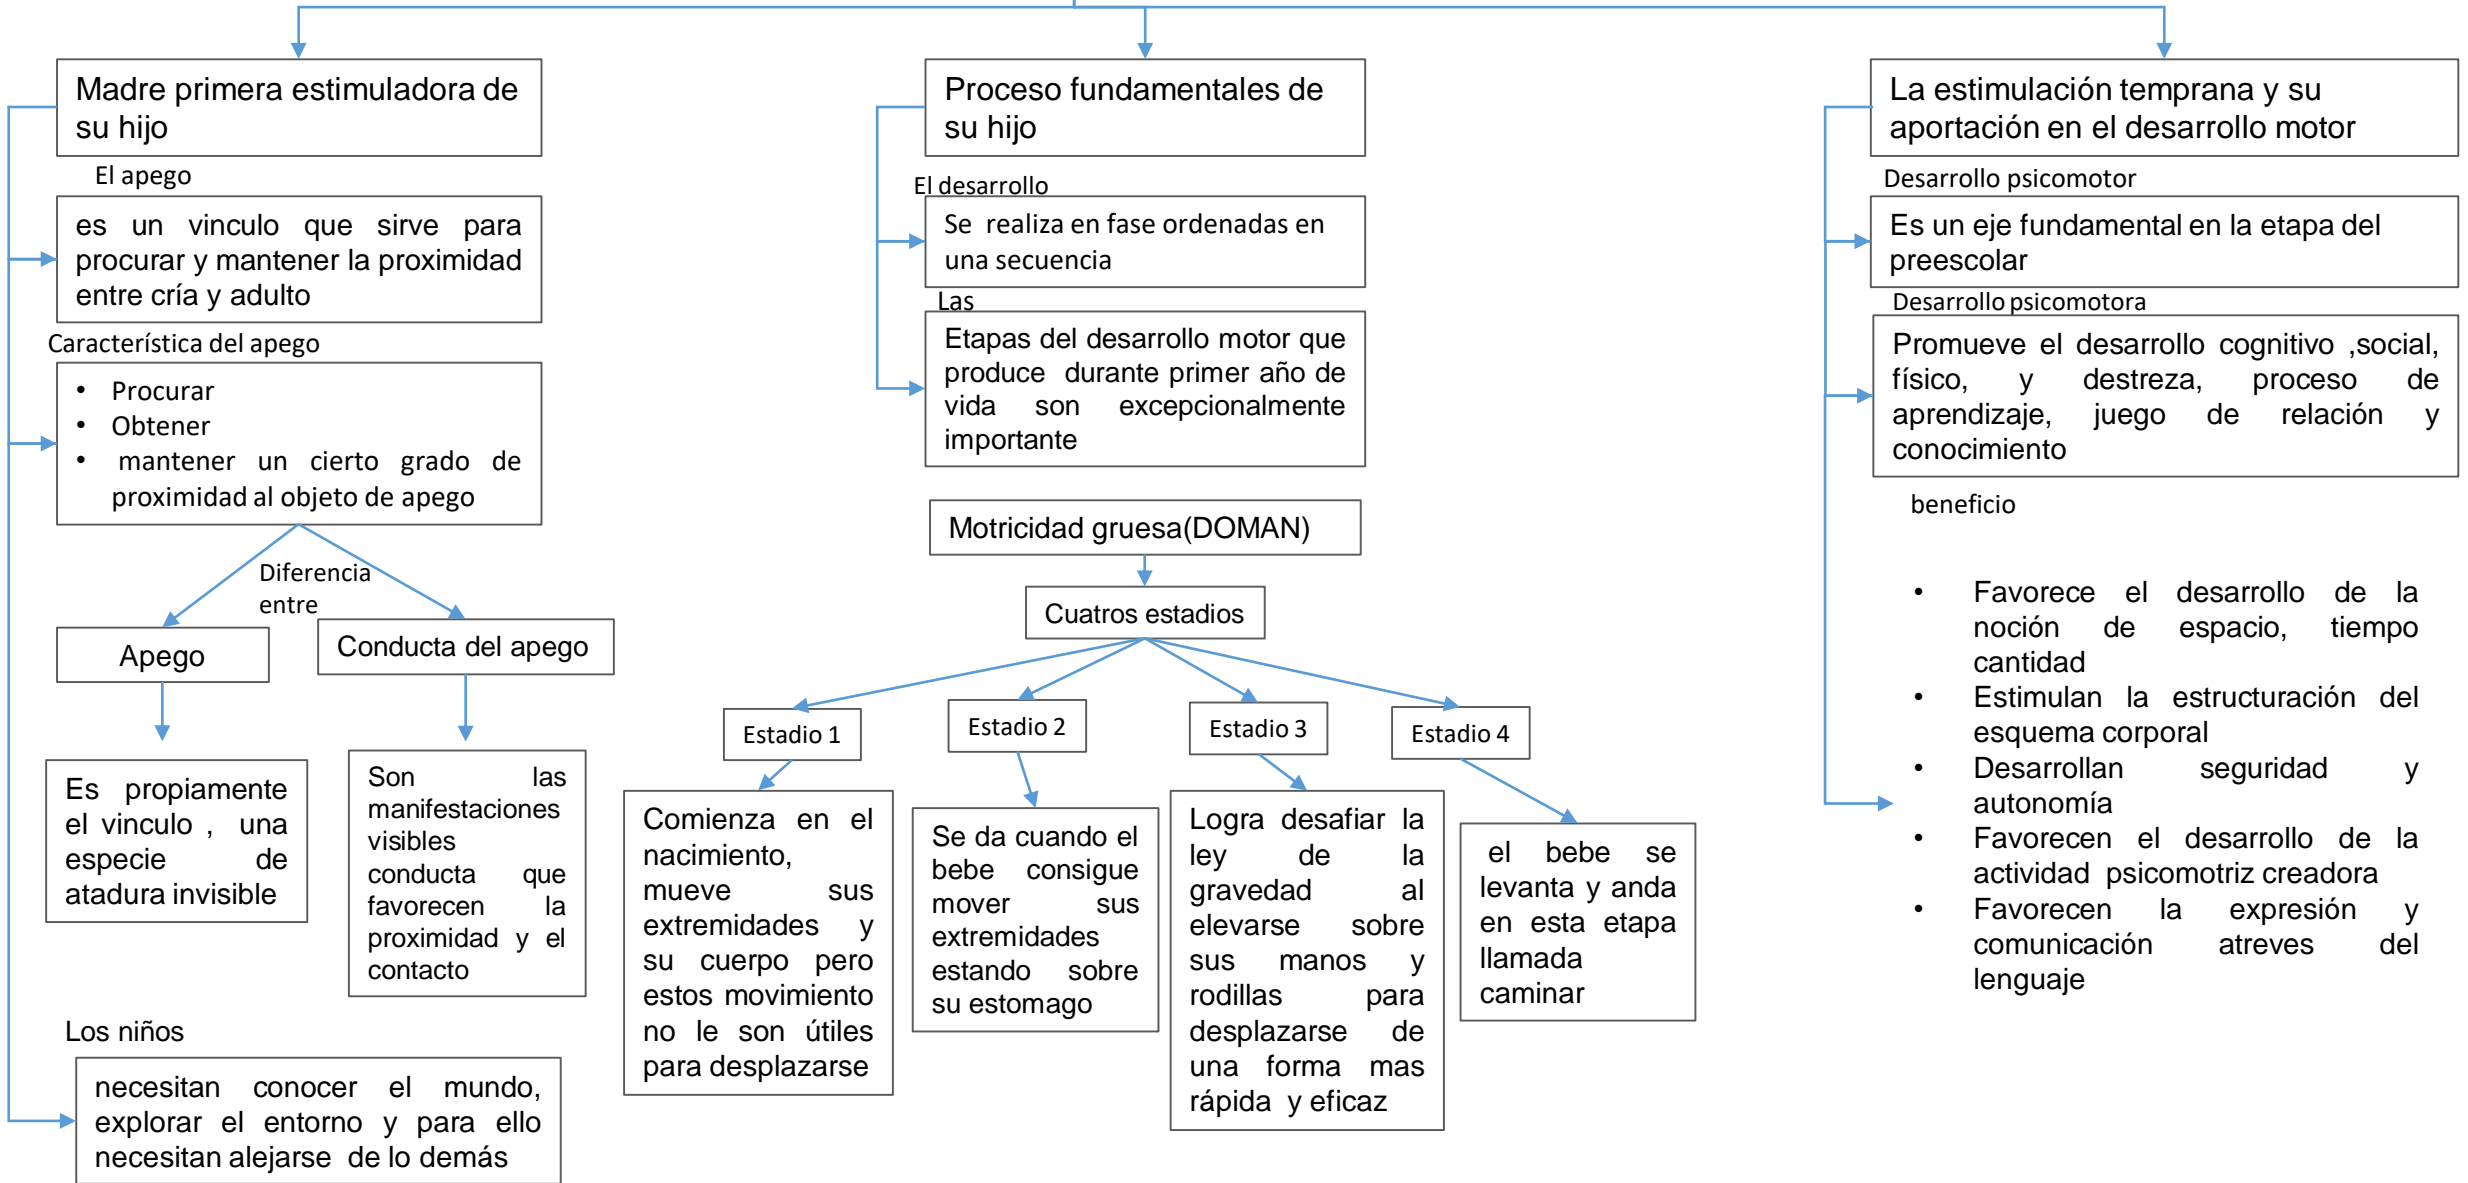 Madre primera estimuladora de
su hijo
El apego
es un vinculo que sirve para
procurar y mantener la proximidad
entre cría y adulto
Característica del apego
• Procurar
• Obtener
• mantener un cierto grado de
proximidad al objeto de apego
Diferencia
entre
Apego
Conducta del apego
Es propiamente
el vinculo , una
especie de
atadura invisible
Son las
manifestaciones
visibles
conducta que
favorecen la
proximidad y el
contacto
Los niños
necesitan conocer el mundo,
explorar el entorno y para ello
necesitan alejarse de lo demás
Proceso fundamentales de
su hijo
El desarrollo
Se realiza en fase ordenadas en
una secuencia
Las
Etapas del desarrollo motor que
produce durante primer año de
vida son excepcionalmente
importante
Motricidad gruesa(DOMAN)
Cuatros estadios
Estadio 1
Estadio 2
Estadio 3
Estadio 4
Comienza en el
nacimiento,
mueve sus
extremidades y
su cuerpo pero
estos movimiento
no le son útiles
para desplazarse
Se da cuando el
bebe consigue
mover sus
extremidades
estando sobre
su estomago
Logra desafiar la
ley de la
gravedad al
elevarse sobre
sus manos y
rodillas para
desplazarse de
una forma mas
rápida y eficaz
el bebe se
levanta y anda
en esta etapa
llamada
caminar
La estimulación temprana y su
aportación en el desarrollo motor
Desarrollo psicomotor
Es un eje fundamental en la etapa del
preescolar
Desarrollo psicomotora
Promueve el desarrollo cognitivo ,social,
físico, y destreza, proceso de
aprendizaje, juego de relación y
conocimiento
beneficio
• Favorece el desarrollo de la
noción de espacio, tiempo
cantidad
• Estimulan la estructuración del
esquema corporal
• Desarrollan seguridad y
autonomía
• Favorecen el desarrollo de la
actividad psicomotriz creadora
• Favorecen la expresión y
comunicación atreves del
lenguaje